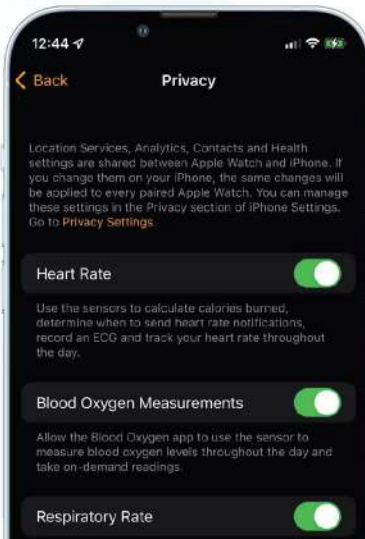 12:44
Back
Privacy
Location Services, Analytics, Contacts and Health
settings are shared between Apple Watch and iPhone. If
you change them on your iPhone, the same changes will
be applied to every paired Apple Watch. You can manage
these settings in the Privacy section of iPhone Settings.
Go to Privacy Settings.
Heart Rate
Use the sensors to calculate calories burned,
determine when to send heart rate notifications,
record an ECG and track your heart rate throughout
the day.
Blood Oxygen Measurements
Allow the Blood Oxygen app to use the sensor to
measure blood oxygen levels throughout the day and
take on-demand readings.
Respiratory Rate